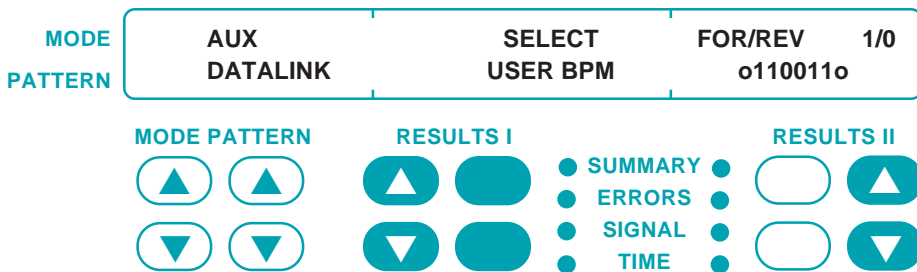 MODE AUX SELECT FOR/REV 1/0
PATTERN DATALINK USER BPM o110011o
MODE PATTERN RESULTS I RESULTS II
SUMMARY
ERRORS
SIGNAL
TIME